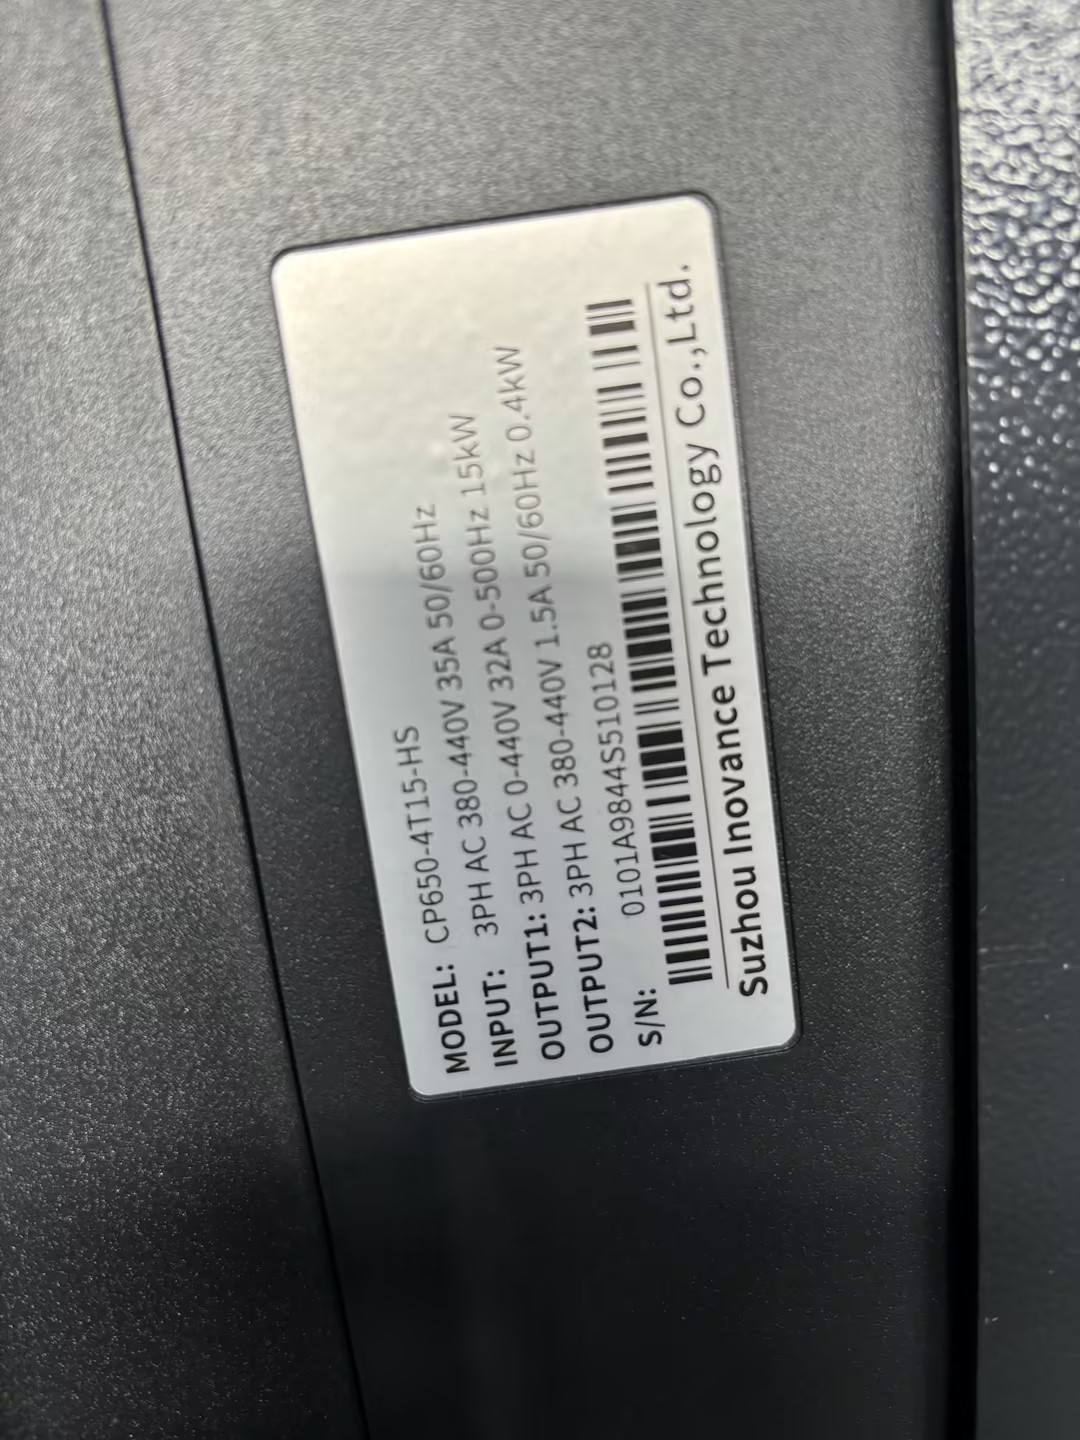 MODEL: CP650-4T15-HS
INPUT: 3PH AC 380-440V 35A 50/60Hz
OUTPUT1: 3PH AC 0-440V 32A 0-500Hz 15kW
OUTPUT2: 3PH AC 380-440V 1.5A 50/60Hz 0.4kW
S/N: 0101A9844S510128
Suzhou Inovance Technology Co.,Ltd.